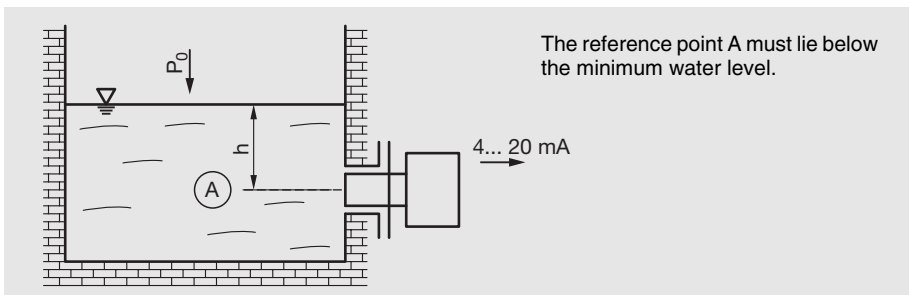 The reference point A must lie below
the minimum water level.
P0
h
A
4... 20 mA